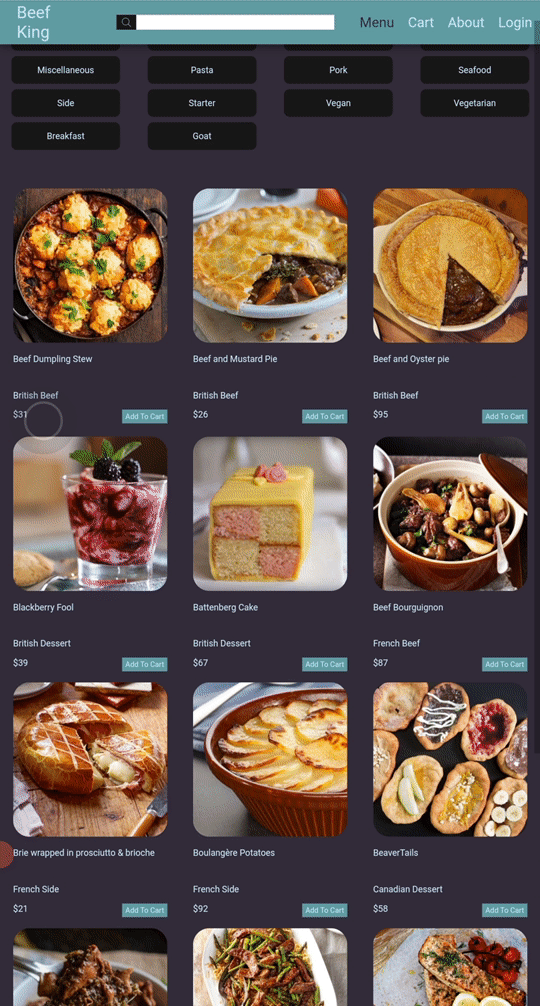 Beef
King
Menu Cart About Login
Miscellaneous Pasta Pork Seafood
Side Starter Vegan Vegetarian
Breakfast Goat
Beef Dumpling Stew Beef and Mustard Pie Beef and Oyster pie
British Beef British Beef British Beef
$31 Add To Cart $26 Add To Cart $95 Add To Cart
Blackberry Fool Battenberg Cake Beef Bourguignon
British Dessert British Dessert French Beef
$39 Add To Cart $67 Add To Cart $87 Add To Cart
Brie wrapped in prosciutto & brioche Boulangère Potatoes BeaverTails
French Side French Side Canadian Dessert
$21 Add To Cart $92 Add To Cart $58 Add To Cart